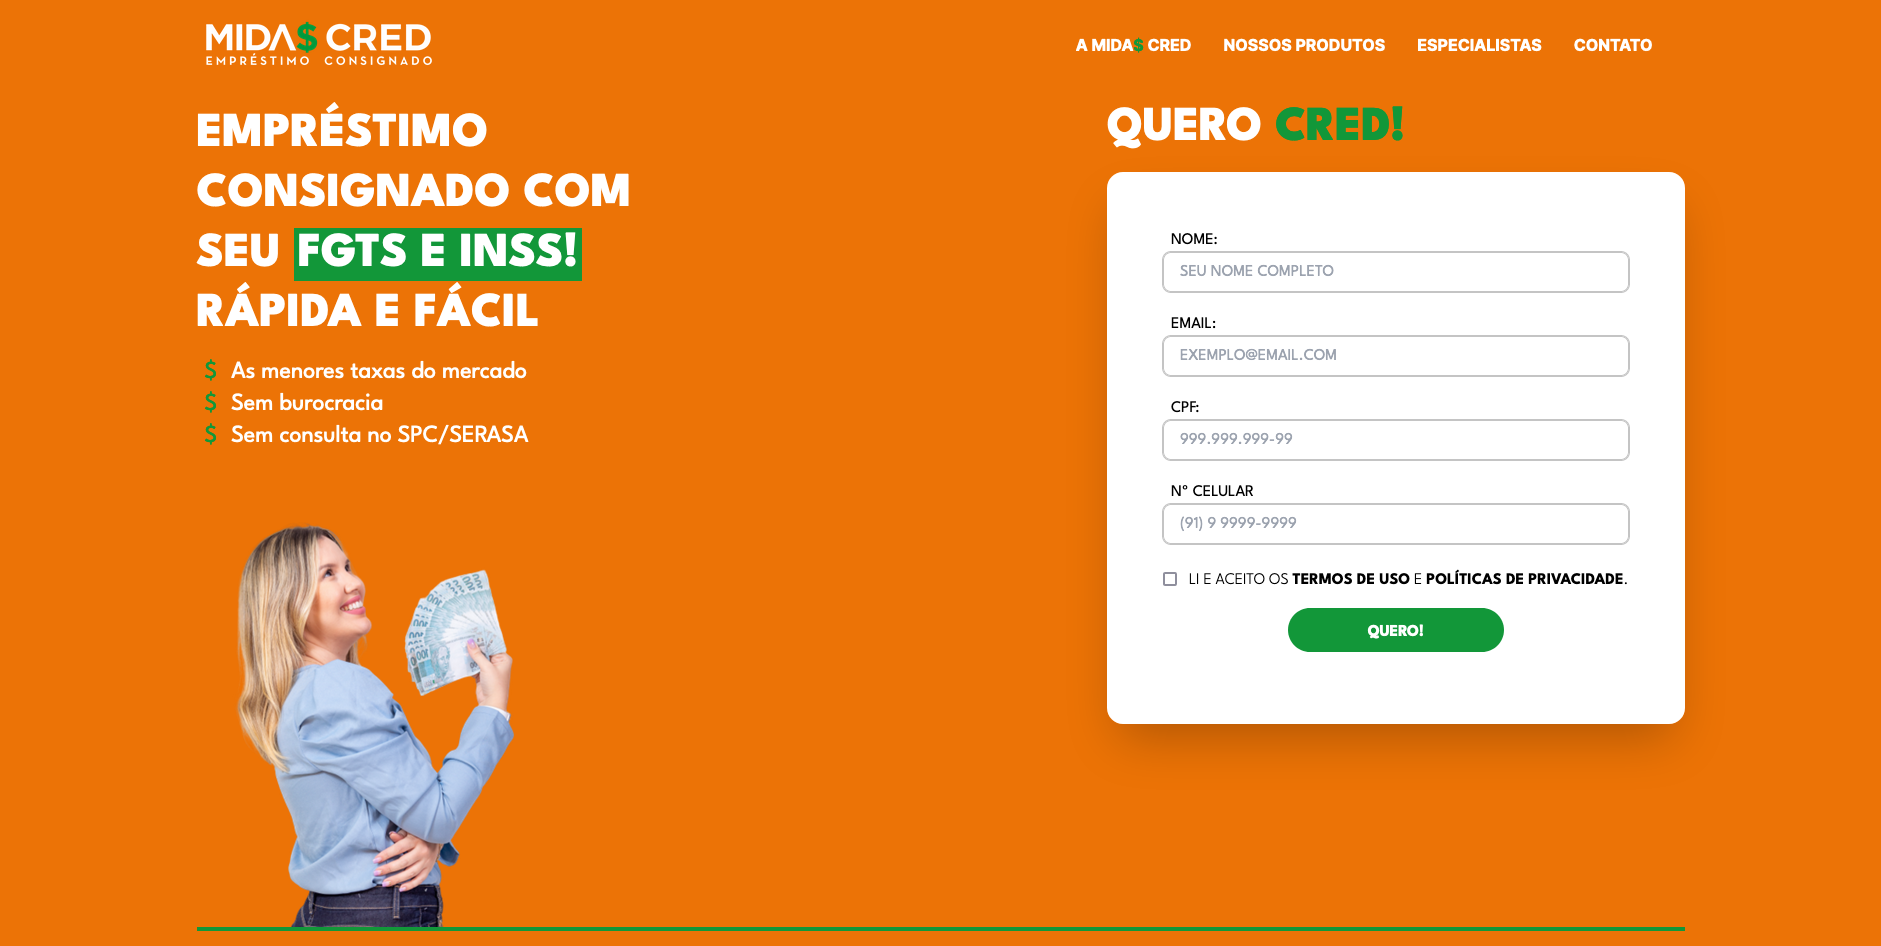 MIDA$ CRED
EMPRÉSTIMO CONSIGNADO
A MIDA$ CRED
NOSSOS PRODUTOS
ESPECIALISTAS
CONTATO
EMPRÉSTIMO
CONSIGNADO COM
SEU FGTS E INSS!
RÁPIDA E FÁCIL
$ As menores taxas do mercado
$ Sem burocracia
$ Sem consulta no SPC/SERASA
QUERO CRED!
NOME:
SEU NOME COMPLETO
EMAIL:
EXEMPLO@EMAIL.COM
CPF:
999.999.999-99
Nº CELULAR
(91) 9 9999-9999
LI E ACEITO OS TERMOS DE USO E POLÍTICAS DE PRIVACIDADE.
QUERO!